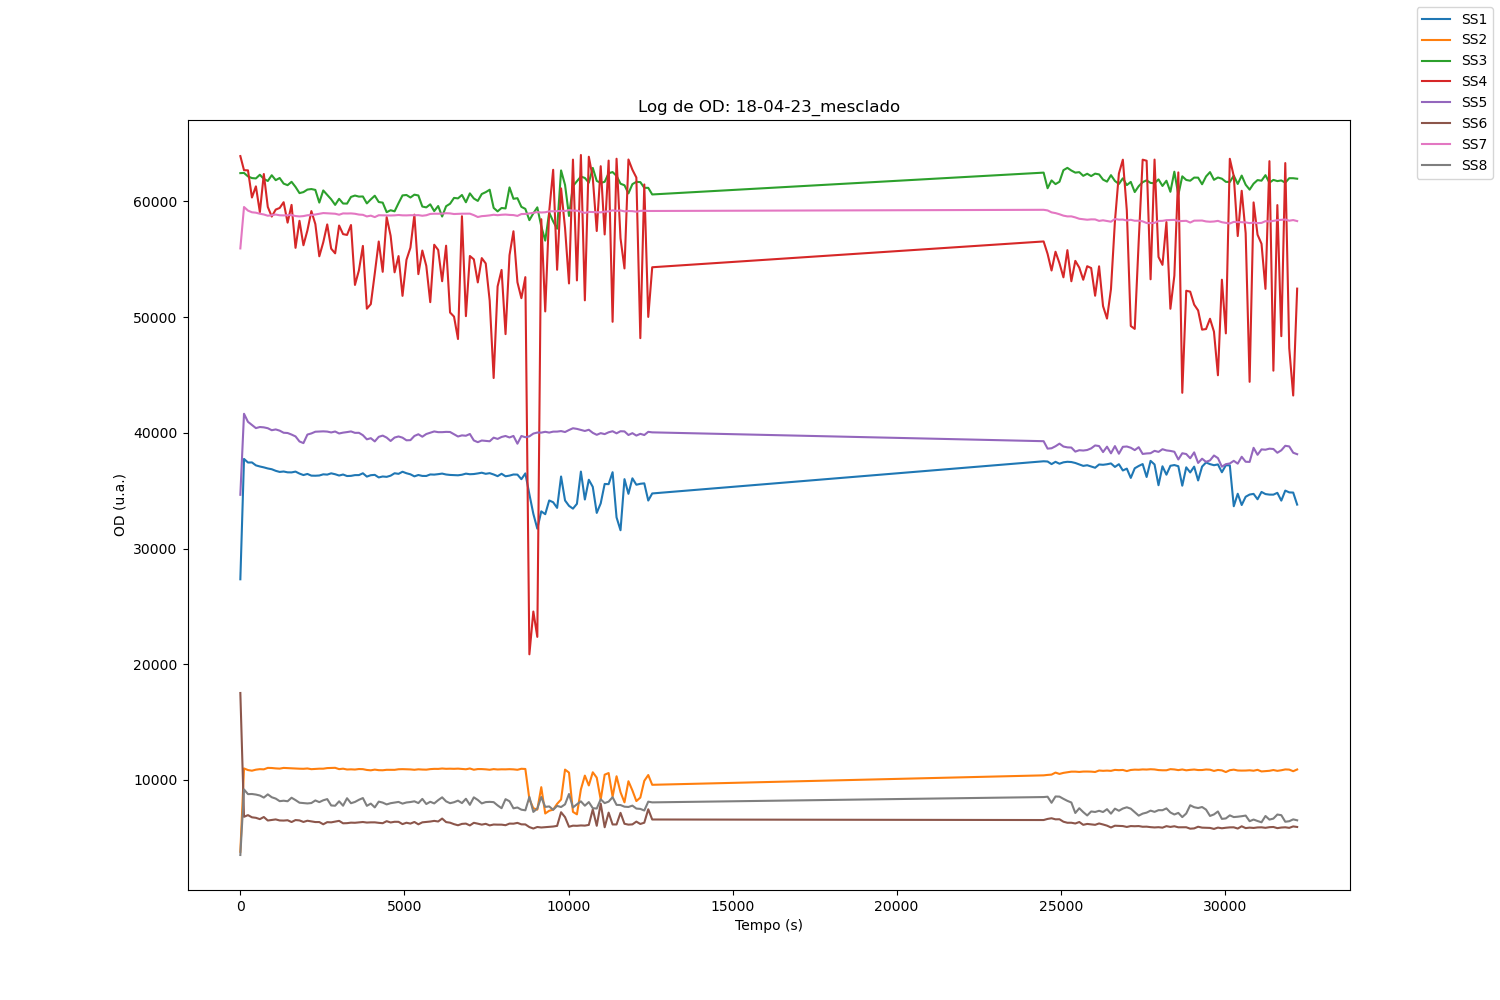 SS1
SS2
SS3
SS4
SS5
SS6
SS7
SS8
Log de OD: 18-04-23_mesclado
OD (u.a.)
60000
50000
40000
30000
20000
10000
0 5000 10000 15000 20000 25000 30000
Tempo (s)